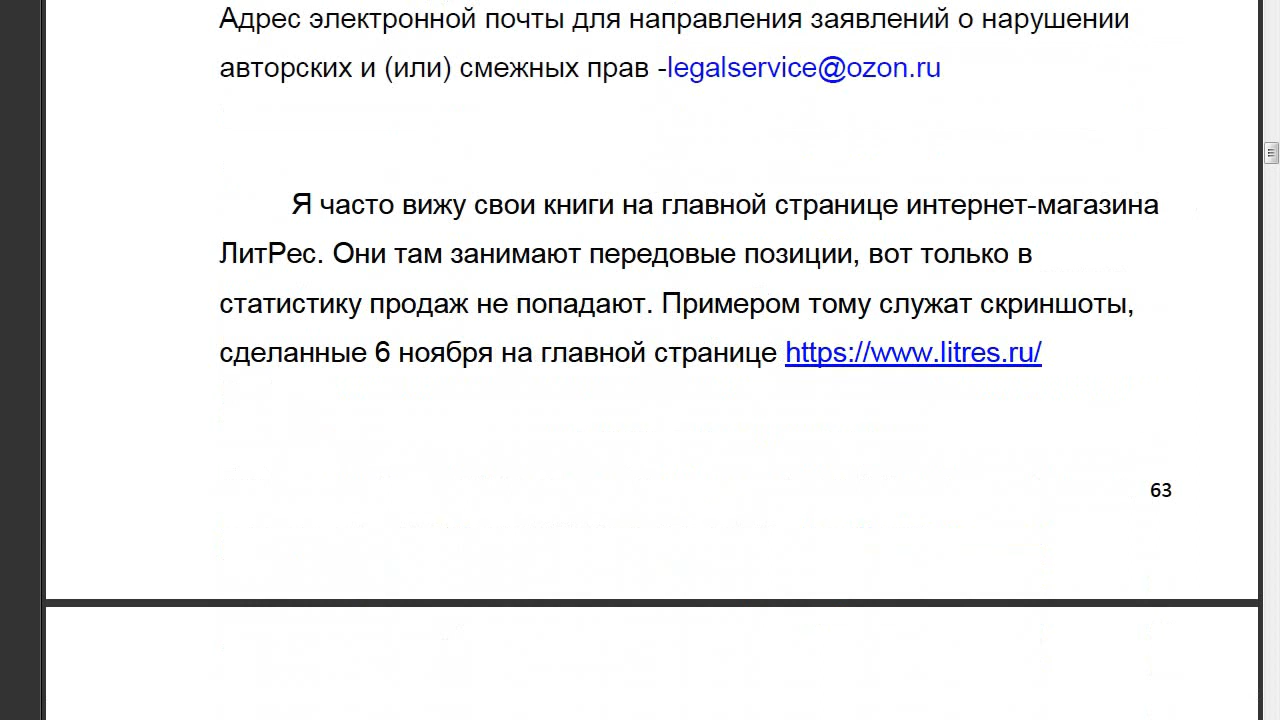 Адрес электронной почты для направления заявлений о нарушении
авторских и (или) смежных прав -legalservice@ozon.ru
Я часто вижу свои книги на главной странице интернет-магазина
ЛитРес. Они там занимают передовые позиции, вот только в
статистику продаж не попадают. Примером тому служат скриншоты,
сделанные 6 ноября на главной странице https://www.litres.ru/
63